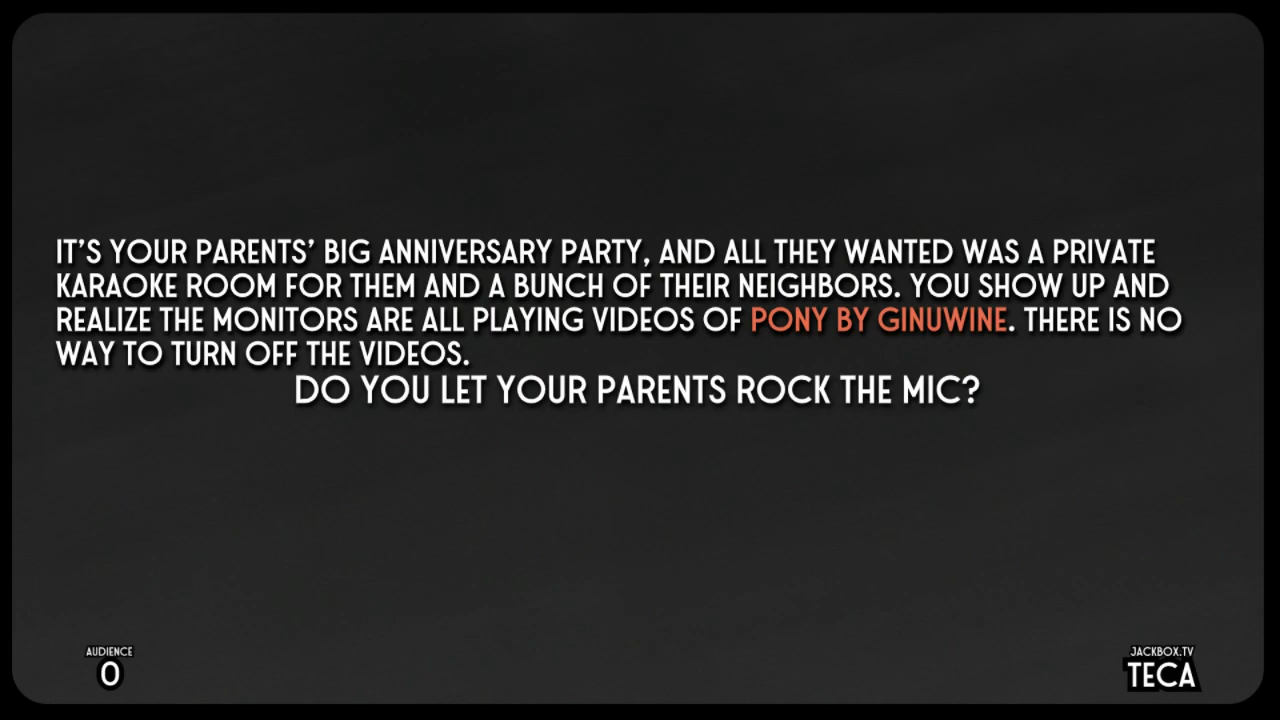 IT'S YOUR PARENTS' BIG ANNIVERSARY PARTY, AND ALL THEY WANTED WAS A PRIVATE
KARAOKE ROOM FOR THEM AND A BUNCH OF THEIR NEIGHBORS. YOU SHOW UP AND
REALIZE THE MONITORS ARE ALL PLAYING VIDEOS OF PONY BY GINUWINE. THERE IS NO
WAY TO TURN OFF THE VIDEOS.
DO YOU LET YOUR PARENTS ROCK THE MIC?
AUDIENCE
0
JACKBOX.TV
TECA